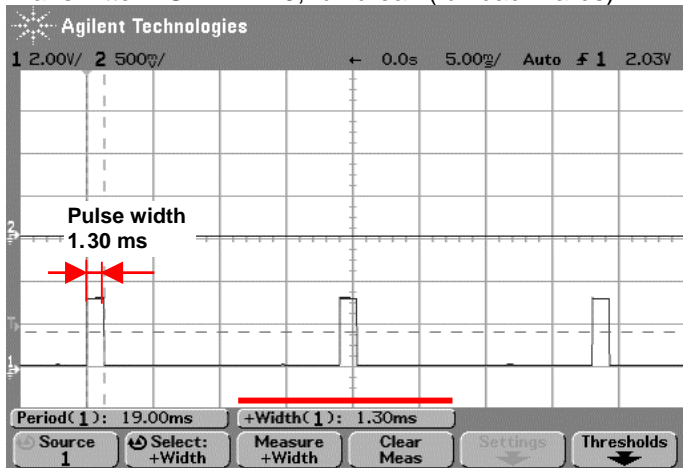 Agilent Technologies
1 2.00V/ 2 500mV/ ← 0.0s 5.00ms/ Auto 1 2.03V
2
Pulse width
1.30 ms
T
1
Period(1): 19.00ms +Width(1): 1.30ms
Source
1
Select:
+Width
Measure
+Width
Clear
Meas
Settings
Thresholds